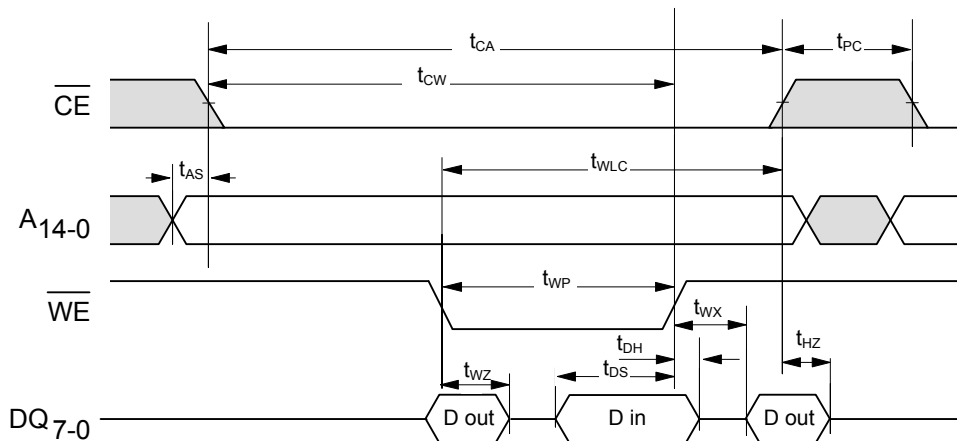 tCA
tPC
tCW
CE
tWLC
tAS
A14-0
tWP
WE
tWX
tDH
tHZ
tWZ
tDS
DQ7-0
D out
D in
D out